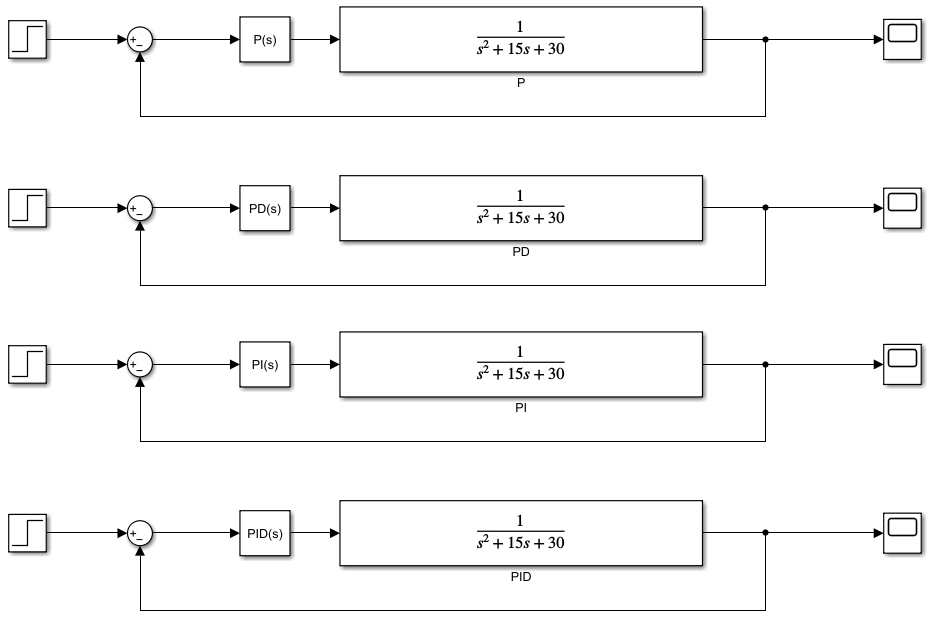 +
−
P(s)
1
s² + 15s + 30
P
+
−
PD(s)
1
s² + 15s + 30
PD
+
−
PI(s)
1
s² + 15s + 30
PI
+
−
PID(s)
1
s² + 15s + 30
PID